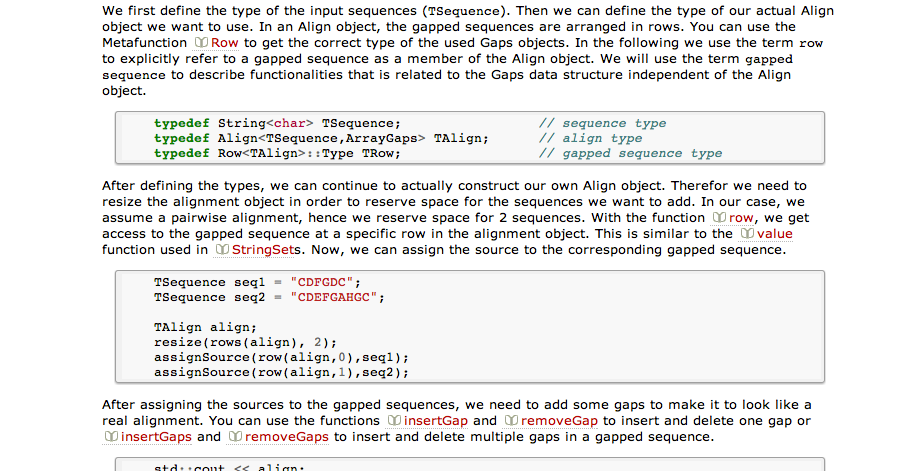 We first define the type of the input sequences (TSequence). Then we can define the type of our actual Align
object we want to use. In an Align object, the gapped sequences are arranged in rows. You can use the
Metafunction Row to get the correct type of the used Gaps objects. In the following we use the term row
to explicitly refer to a gapped sequence as a member of the Align object. We will use the term gapped
sequence to describe functionalities that is related to the Gaps data structure independent of the Align
object.
typedef String<char> TSequence; // sequence type
typedef Align<TSequence,ArrayGaps> TAlign; // align type
typedef Row<TAlign>::Type TRow; // gapped sequence type
After defining the types, we can continue to actually construct our own Align object. Therefor we need to
resize the alignment object in order to reserve space for the sequences we want to add. In our case, we
assume a pairwise alignment, hence we reserve space for 2 sequences. With the function row, we get
access to the gapped sequence at a specific row in the alignment object. This is similar to the value
function used in StringSets. Now, we can assign the source to the corresponding gapped sequence.
TSequence seq1 = "CDFGDC";
TSequence seq2 = "CDEFGAHGC";
TAlign align;
resize(rows(align), 2);
assignSource(row(align,0),seq1);
assignSource(row(align,1),seq2);
After assigning the sources to the gapped sequences, we need to add some gaps to make it to look like a
real alignment. You can use the functions insertGap and removeGap to insert and delete one gap or
insertGaps and removeGaps to insert and delete multiple gaps in a gapped sequence.
std::cout << align;